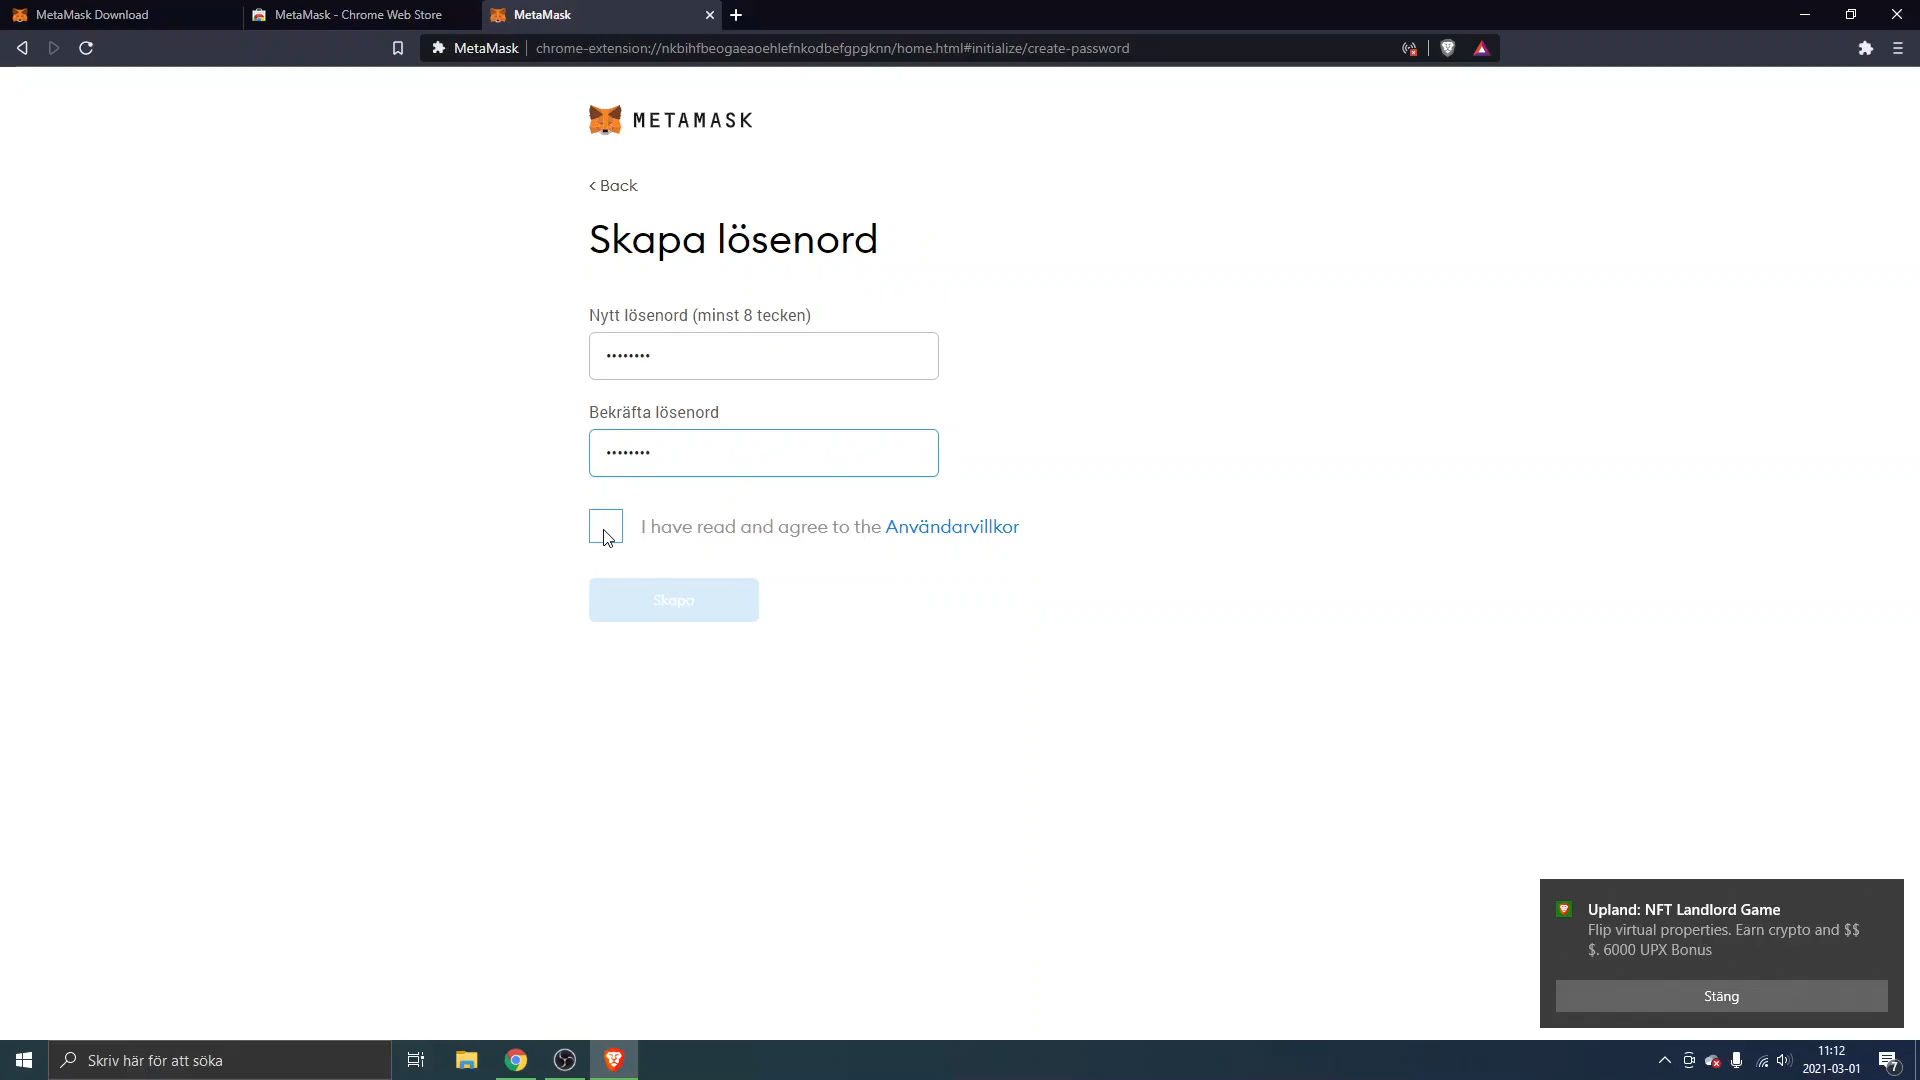 MetaMask Download
MetaMask - Chrome Web Store
MetaMask
MetaMask
chrome-extension://nkbihfbeogaeaoehlefnkodbefgpgknn/home.html#initialize/create-password
METAMASK
< Back
Skapa lösenord
Nytt lösenord (minst 8 tecken)
••••••••
Bekräfta lösenord
••••••••
I have read and agree to the Användarvillkor
Skapa
Upland: NFT Landlord Game
Flip virtual properties. Earn crypto and $$
$. 6000 UPX Bonus
Stäng
Skriv här för att söka
11:12
2021-03-01
7